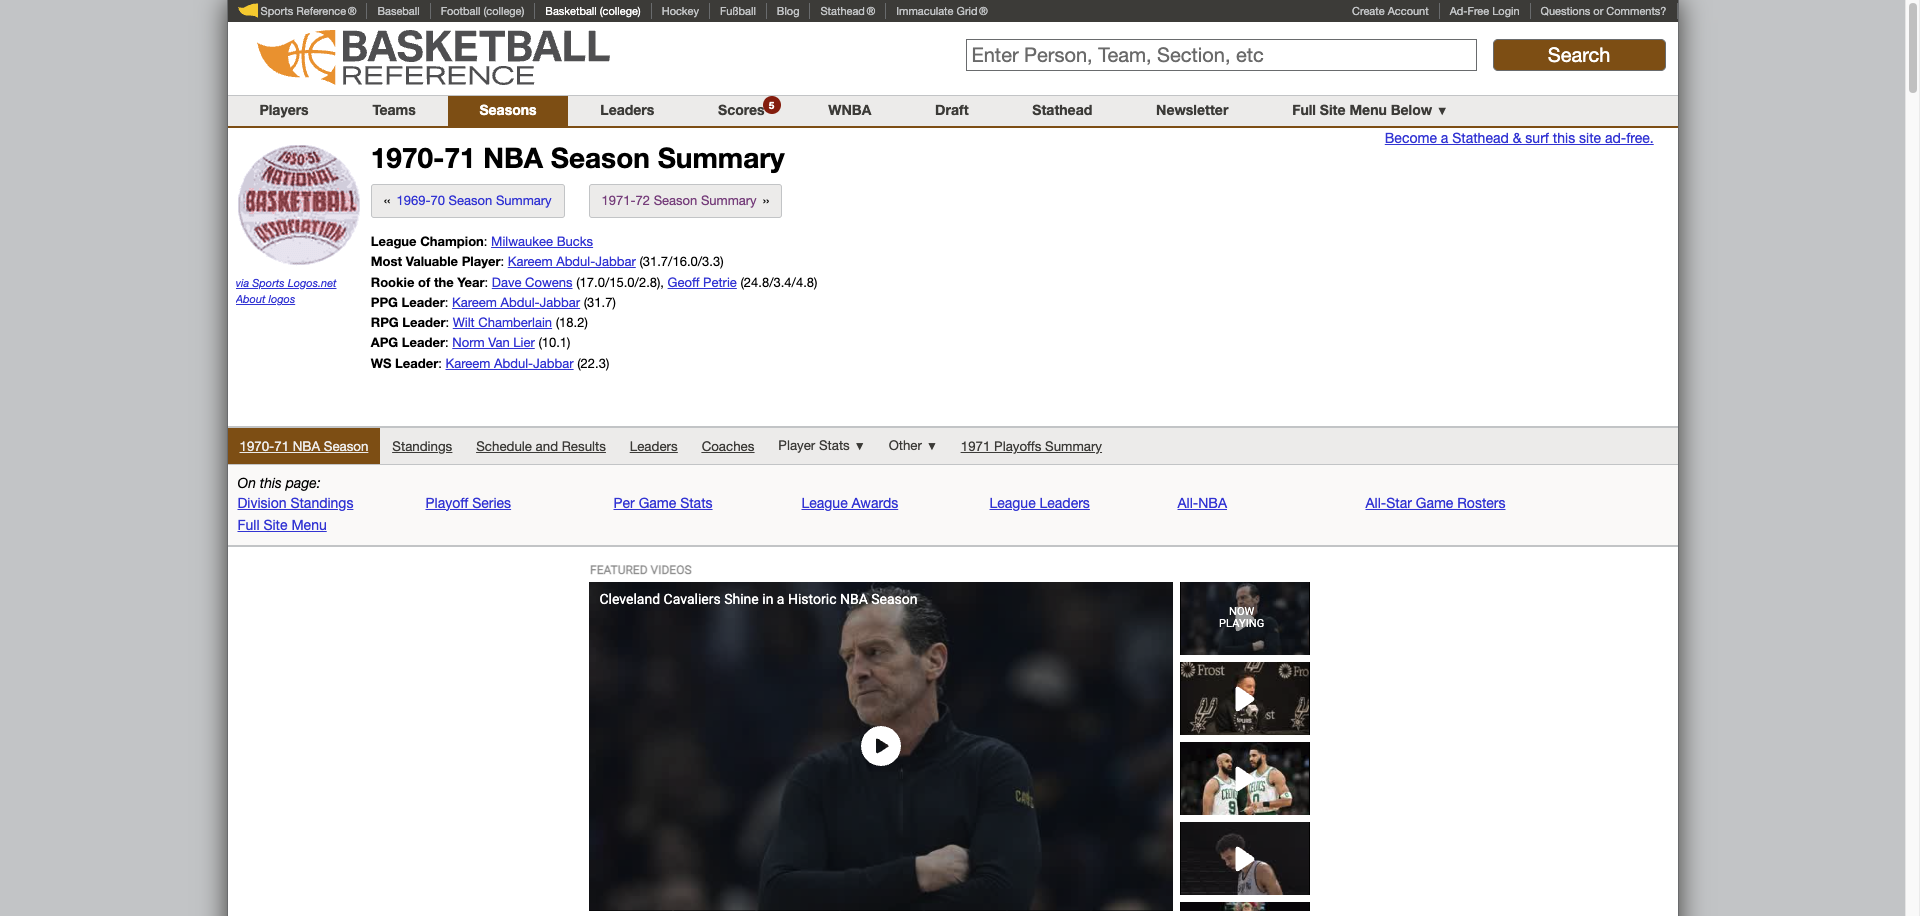 Sports Reference ® Baseball Football (college) Basketball (college) Hockey Fußball Blog Stathead ® Immaculate Grid ® Create Account Ad-Free Login Questions or Comments?
BASKETBALL
REFERENCE
Enter Person, Team, Section, etc
Search
Players Teams Seasons Leaders Scores 5 WNBA Draft Stathead Newsletter Full Site Menu Below ▼
Become a Stathead & surf this site ad-free.
1950-51
NATIONAL
BASKETBALL
ASSOCIATION
via Sports Logos.net
About logos
1970-71 NBA Season Summary
« 1969-70 Season Summary 1971-72 Season Summary »
League Champion: Milwaukee Bucks
Most Valuable Player: Kareem Abdul-Jabbar (31.7/16.0/3.3)
Rookie of the Year: Dave Cowens (17.0/15.0/2.8), Geoff Petrie (24.8/3.4/4.8)
PPG Leader: Kareem Abdul-Jabbar (31.7)
RPG Leader: Wilt Chamberlain (18.2)
APG Leader: Norm Van Lier (10.1)
WS Leader: Kareem Abdul-Jabbar (22.3)
1970-71 NBA Season Standings Schedule and Results Leaders Coaches Player Stats ▼ Other ▼ 1971 Playoffs Summary
On this page:
Division Standings Playoff Series Per Game Stats League Awards League Leaders All-NBA All-Star Game Rosters
Full Site Menu
FEATURED VIDEOS
Cleveland Cavaliers Shine in a Historic NBA Season
NOW
PLAYING
Frost